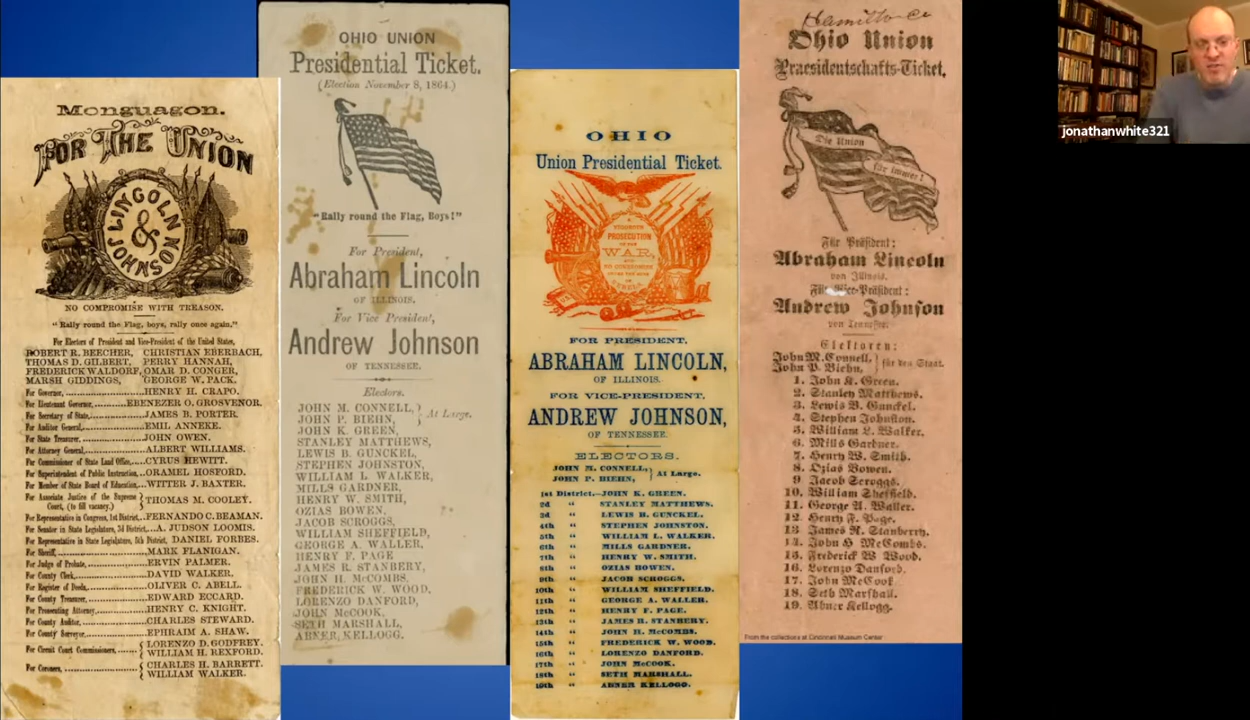 Monguagon.
FOR THE UNION
LINCOLN & JOHNSON
NO COMPROMISE WITH TREASON.
"Rally round the Flag, boys, rally once again."
For Electors of President and Vice-President of the United States,
ROBERT R. BEECHER, CHRISTIAN EBERBACH,
THOMAS D. GILBERT, PERRY HANNAH,
FREDERICK WALDORF, OMAR D. CONGER,
MARSH GIDDINGS, GEORGE W. PACK.
For Governor, HENRY H. CRAPO.
For Lieutenant Governor, EBENEZER O. GROSVENOR.
For Secretary of State, JAMES B. PORTER.
For Auditor General, EMIL ANNEKE.
For State Treasurer, JOHN OWEN.
For Attorney General, ALBERT WILLIAMS.
For Commissioner of State Land Office, CYRUS HEWITT.
For Superintendent of Public Instruction, ORAMEL HOSFORD.
For Member of State Board of Education, WITTER J. BAXTER.
For Associate Justice of the Supreme Court, (to fill vacancy.) THOMAS M. COOLEY.
For Representative in Congress, 1st District, FERNANDO C. BEAMAN.
For Senator in State Legislature, 3d District, A. JUDSON LOOMIS.
For Representative in State Legislature, 5th District, DANIEL FORBES.
For Sheriff, MARK FLANIGAN.
For Judge of Probate, ERVIN PALMER.
For County Clerk, DAVID WALKER.
For Register of Deeds, OLIVER C. ABELL.
For County Treasurer, EDWARD ECCARD.
For Prosecuting Attorney, HENRY C. KNIGHT.
For County Auditor, CHARLES STEWARD.
For County Surveyor, EPHRAIM A. SHAW.
For Circuit Court Commissioners, LORENZO D. GODFREY.
WILLIAM H. REXFORD.
For Coroners, CHARLES H. BARRETT.
WILLIAM WALKER.
OHIO UNION
Presidential Ticket.
(Election November 8, 1864.)
"Rally round the Flag, Boys!"
For President,
Abraham Lincoln
OF ILLINOIS.
For Vice President,
Andrew Johnson
OF TENNESSEE.
Electors.
JOHN M. CONNELL,
JOHN P. BIEHN, At Large.
JOHN K. GREEN,
STANLEY MATTHEWS,
LEWIS B. GUNCKEL,
STEPHEN JOHNSTON,
WILLIAM L. WALKER,
MILLS GARDNER,
HENRY W. SMITH,
OZIAS BOWEN,
JACOB SCROGGS,
WILLIAM SHEFFIELD,
GEORGE A. WALLER,
HENRY F. PAGE
JAMES R. STANBERY,
JOHN H. McCOMBS,
FREDERICK W. WOOD,
LORENZO DANFORD,
JOHN McCOOK,
SETH MARSHALL,
ABNER KELLOGG.
OHIO
Union Presidential Ticket.
A
VIGOROUS
PROSECUTION
OF THE
WAR,
AND
NO COMPROMISE
FOR PRESIDENT,
ABRAHAM LINCOLN,
OF ILLINOIS.
FOR VICE-PRESIDENT,
ANDREW JOHNSON,
OF TENNESSEE.
ELECTORS.
JOHN M. CONNELL,
JOHN P. BIEHN, At Large.
1st District,—JOHN K. GREEN.
2d " STANLEY MATTHEWS.
3d " LEWIS B. GUNCKEL.
4th " STEPHEN JOHNSTON.
5th " WILLIAM L. WALKER.
6th " MILLS GARDNER.
7th " HENRY W. SMITH.
8th " OZIAS BOWEN.
9th " JACOB SCROGGS.
10th " WILLIAM SHEFFIELD.
11th " GEORGE A. WALLER.
12th " HENRY F. PAGE.
13th " JAMES R. STANBERY.
14th " JOHN H. McCOMBS.
15th " FREDERICK W. WOOD.
16th " LORENZO DANFORD.
17th " JOHN McCOOK.
18th " SETH MARSHALL.
19th " ABNER KELLOGG.
Hamilton Co
Ohio Union
Praesidentschafts-Ticket.
Die Union
für immer!
Für Präsident:
Abraham Lincoln
von Illinois.
Für Vice-Präsident:
Andrew Johnson
von Tennessee.
Electoren:
John M. Connell,
John P. Biehn, für den Staat.
1. John K. Green.
2. Stanley Matthews.
3. Lewis B. Gunckel.
4. Stephen Johnston.
5. William L. Walker.
6. Mills Gardner.
7. Henry W. Smith.
8. Ozias Bowen.
9. Jacob Scroggs.
10. William Sheffield.
11. George A. Waller.
12. Henry F. Page.
13. James R. Stanberry.
14. John H. McCombs.
15. Frederick W. Wood.
16. Lorenzo Danford.
17. John McCook
18. Seth Marshall.
19. Abner Kellogg.
From the collections at Cincinnati Museum Center
jonathanwhite321